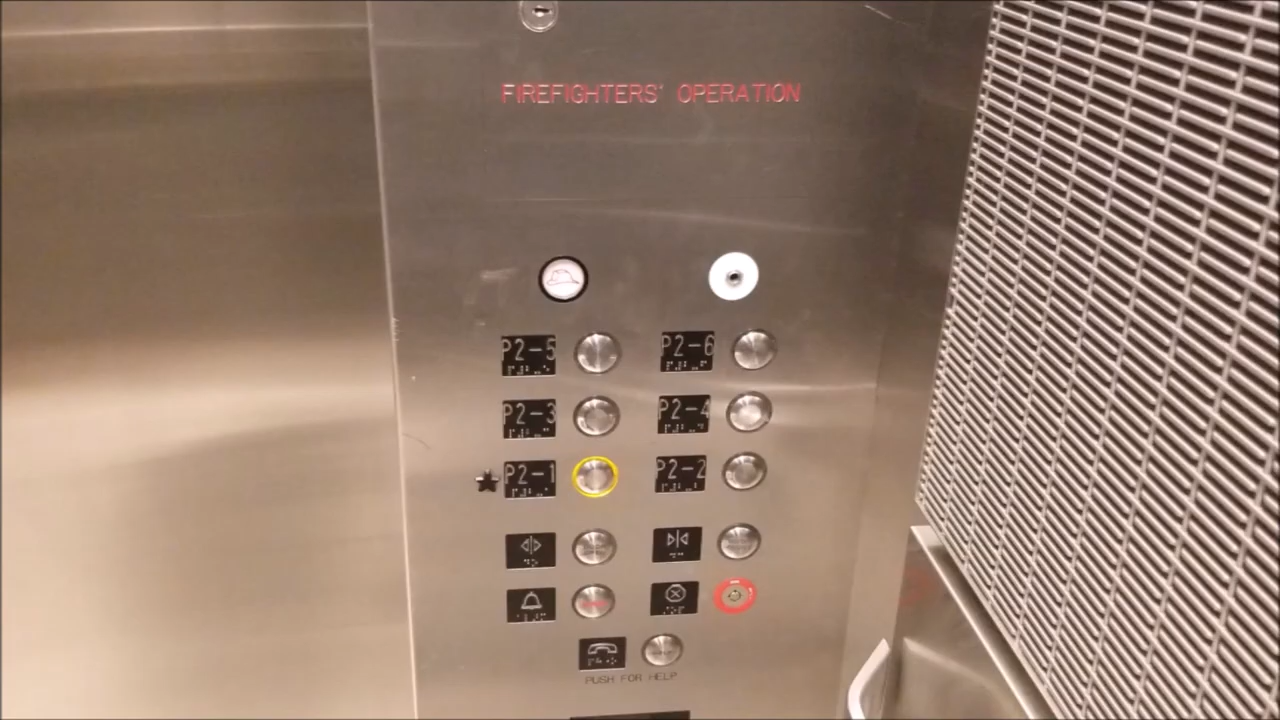 FIREFIGHTERS' OPERATION
P2-5 P2-6
P2-3 P2-4
P2-1 P2-2
PUSH FOR HELP